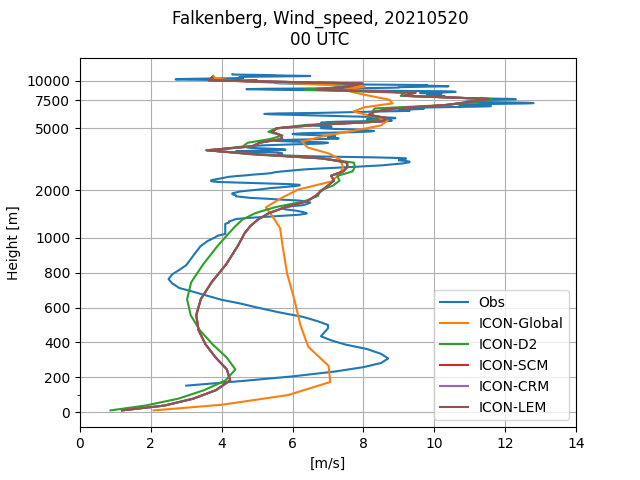 Falkenberg, Wind_speed, 20210520
00 UTC
10000
7500
5000
2000
1000
800
600
400
200
0
Height [m]
0 2 4 6 8 10 12 14
[m/s]
Obs
ICON-Global
ICON-D2
ICON-SCM
ICON-CRM
ICON-LEM